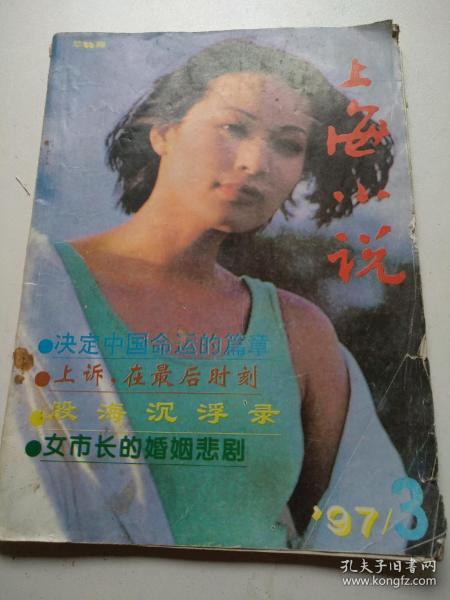 上海小说
决定中国命运的篇章
上诉，在最后时刻
股海沉浮录
女市长的婚姻悲剧
'97/3
孔夫子旧书网
www.kongfz.com